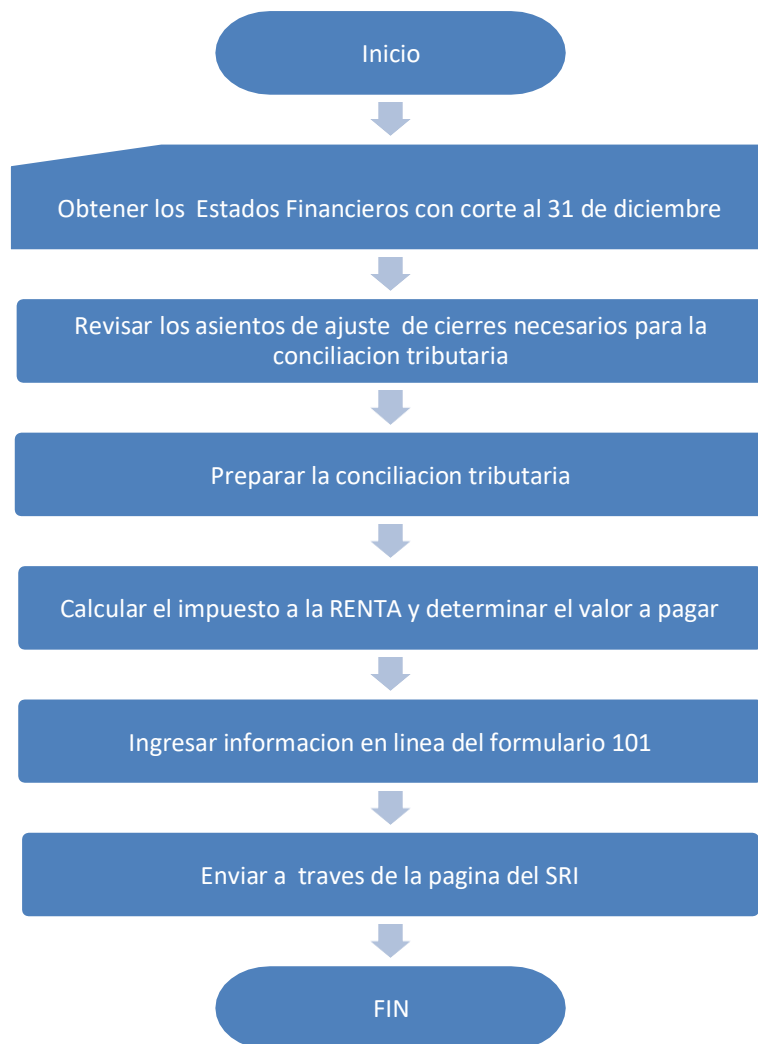 Inicio
Obtener los Estados Financieros con corte al 31 de diciembre
Revisar los asientos de ajuste de cierres necesarios para la
conciliacion tributaria
Preparar la conciliacion tributaria
Calcular el impuesto a la RENTA y determinar el valor a pagar
Ingresar informacion en linea del formulario 101
Enviar a traves de la pagina del SRI
FIN